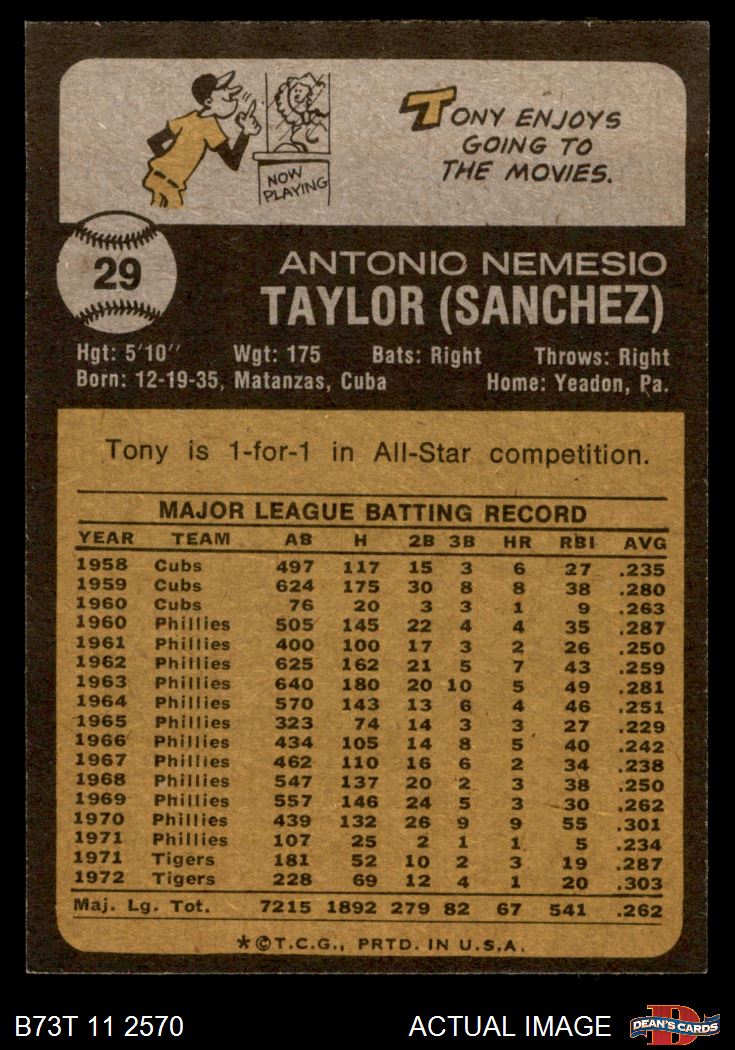 TONY ENJOYS
GOING TO
THE MOVIES.
NOW
PLAYING
29
ANTONIO NEMESIO
TAYLOR (SANCHEZ)
Hgt: 5'10" Wgt: 175 Bats: Right Throws: Right
Born: 12-19-35, Matanzas, Cuba Home: Yeadon, Pa.
Tony is 1-for-1 in All-Star competition.
MAJOR LEAGUE BATTING RECORD
YEAR TEAM AB H 2B 3B HR RBI AVG
1958 Cubs 497 117 15 3 6 27 .235
1959 Cubs 624 175 30 8 8 38 .280
1960 Cubs 76 20 3 3 1 9 .263
1960 Phillies 505 145 22 4 4 35 .287
1961 Phillies 400 100 17 3 2 26 .250
1962 Phillies 625 162 21 5 7 43 .259
1963 Phillies 640 180 20 10 5 49 .281
1964 Phillies 570 143 13 6 4 46 .251
1965 Phillies 323 74 14 3 3 27 .229
1966 Phillies 434 105 14 8 5 40 .242
1967 Phillies 462 110 16 6 2 34 .238
1968 Phillies 547 137 20 2 3 38 .250
1969 Phillies 557 146 24 5 3 30 .262
1970 Phillies 439 132 26 9 9 55 .301
1971 Phillies 107 25 2 1 1 5 .234
1971 Tigers 181 52 10 2 3 19 .287
1972 Tigers 228 69 12 4 1 20 .303
Maj. Lg. Tot. 7215 1892 279 82 67 541 .262
*©T.C.G., PRTD. IN U.S.A.
B73T 11 2570 ACTUAL IMAGE D DEAN'S CARDS